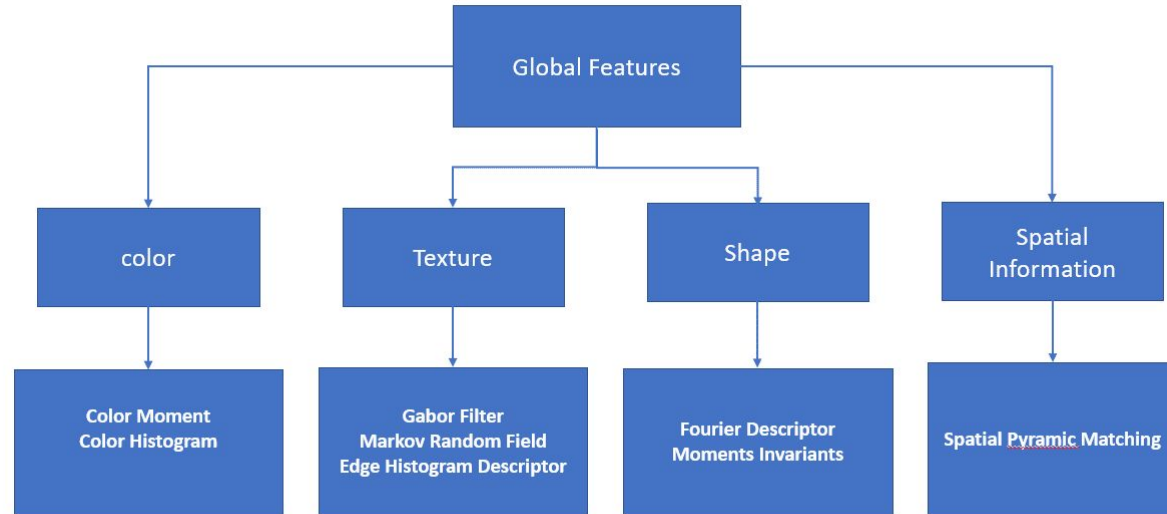 Global Features
color
Texture
Shape
Spatial
Information
Color Moment
Color Histogram
Gabor Filter
Markov Random Field
Edge Histogram Descriptor
Fourier Descriptor
Moments Invariants
Spatial Pyramic Matching